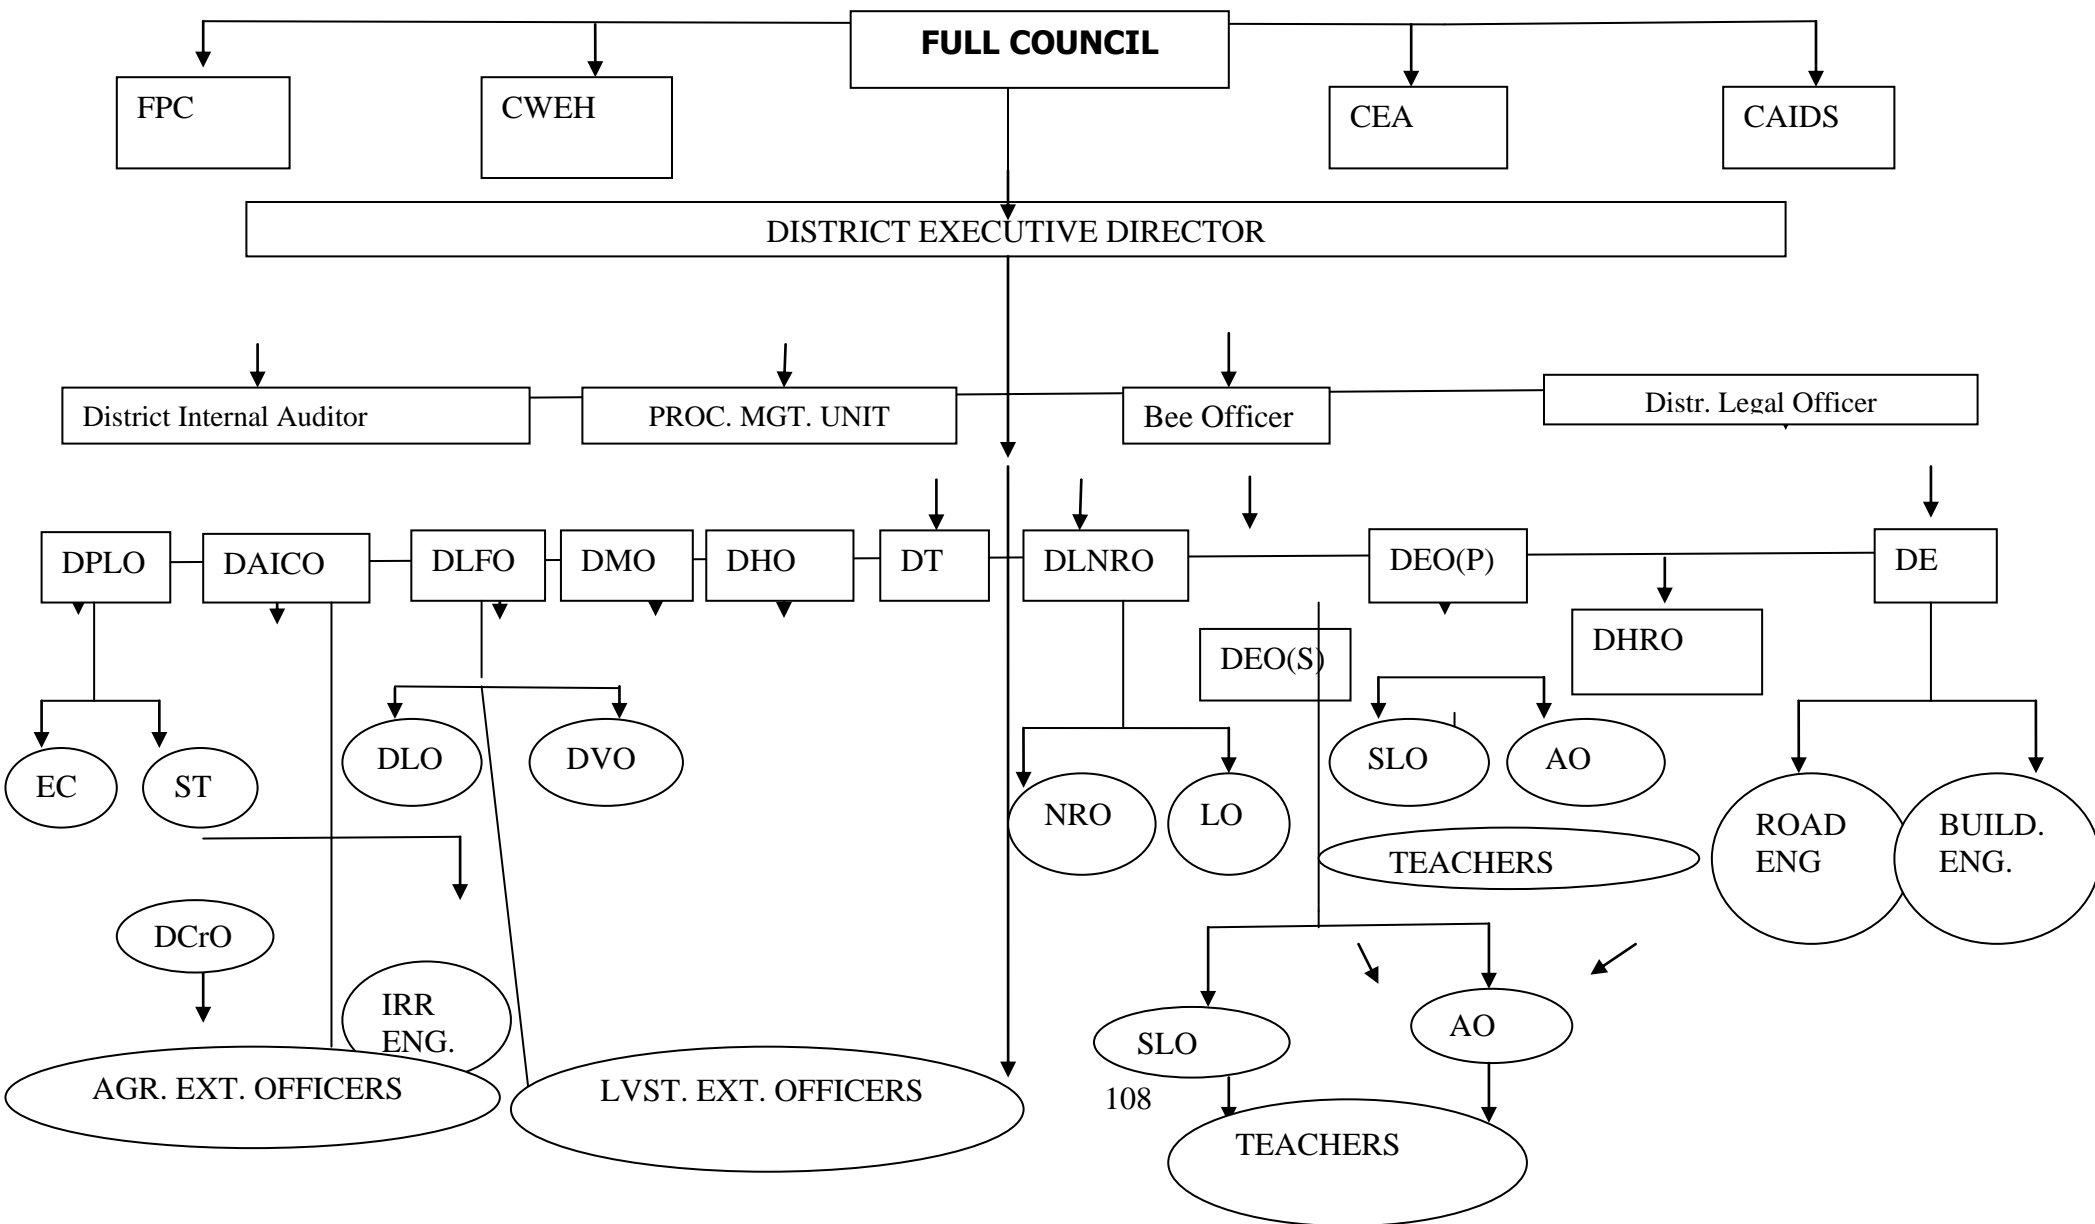 FULL COUNCIL
FPC
CWEH
CEA
CAIDS
DISTRICT EXECUTIVE DIRECTOR
District Internal Auditor
PROC. MGT. UNIT
Bee Officer
Distr. Legal Officer
DPLO
DAICO
DLFO
DMO
DHO
DT
DLNRO
DEO(P)
DE
DEO(S)
DHRO
EC
ST
DLO
DVO
NRO
LO
SLO
AO
ROAD
ENG
BUILD.
ENG.
TEACHERS
DCrO
IRR
ENG.
SLO
AO
AGR. EXT. OFFICERS
LVST. EXT. OFFICERS
108
TEACHERS